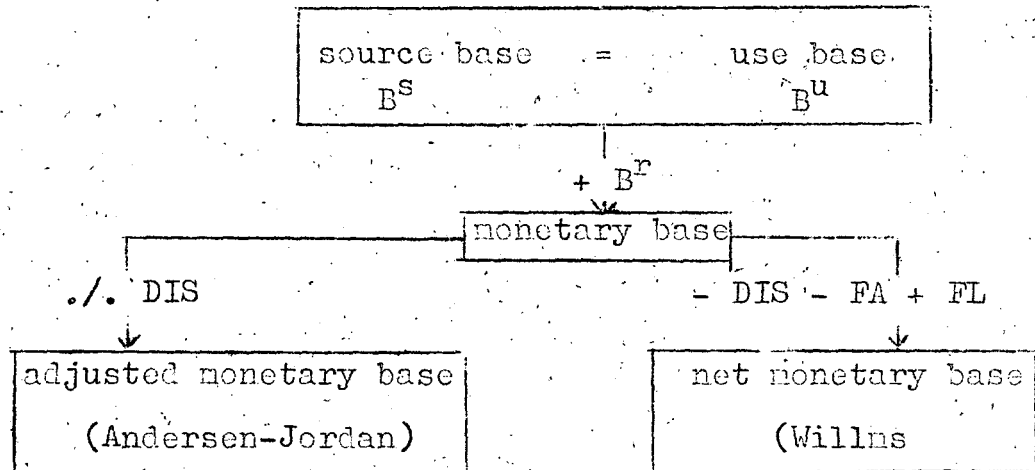 source base = use base
B^s B^u
+ B^r
monetary base
./. DIS - DIS - FA + FL
adjusted monetary base net monetary base
(Andersen-Jordan) (Willms